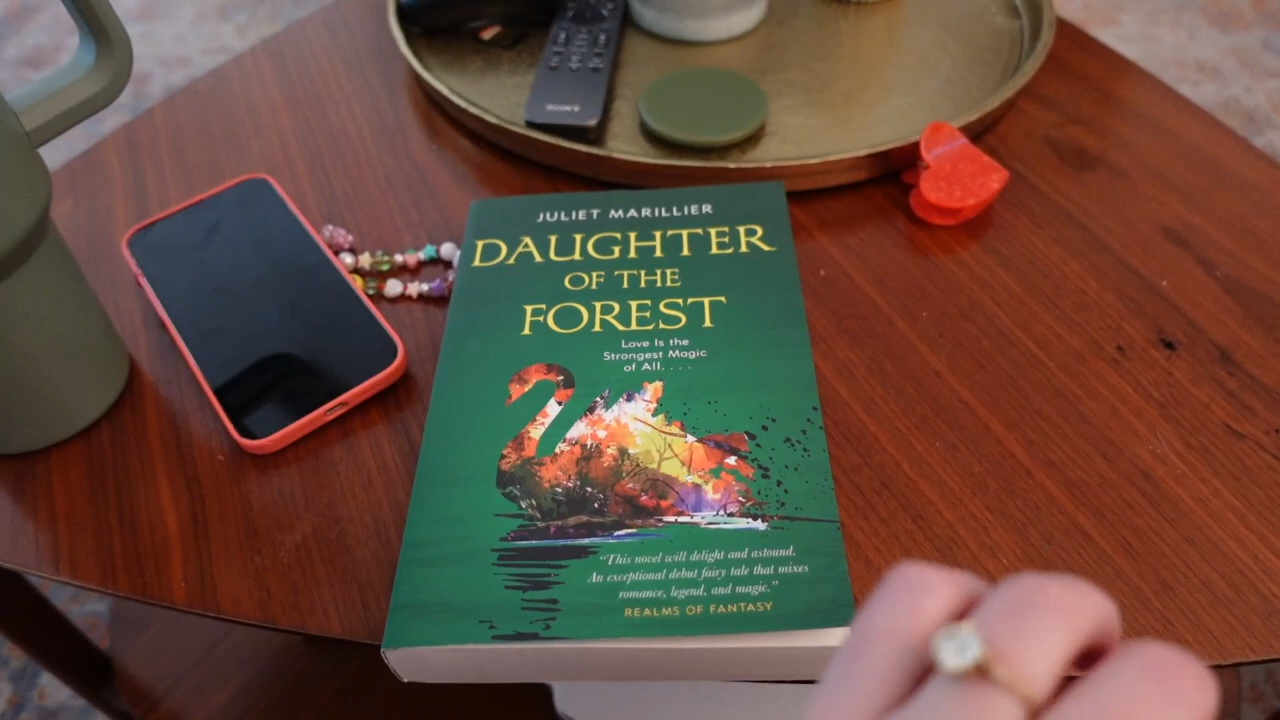 SONY
JULIET MARILLIER
DAUGHTER
OF THE
FOREST
Love Is the
Strongest Magic
of All. . . .
“This novel will delight and astound.
An exceptional debut fairy tale that mixes
romance, legend, and magic.”
REALMS OF FANTASY